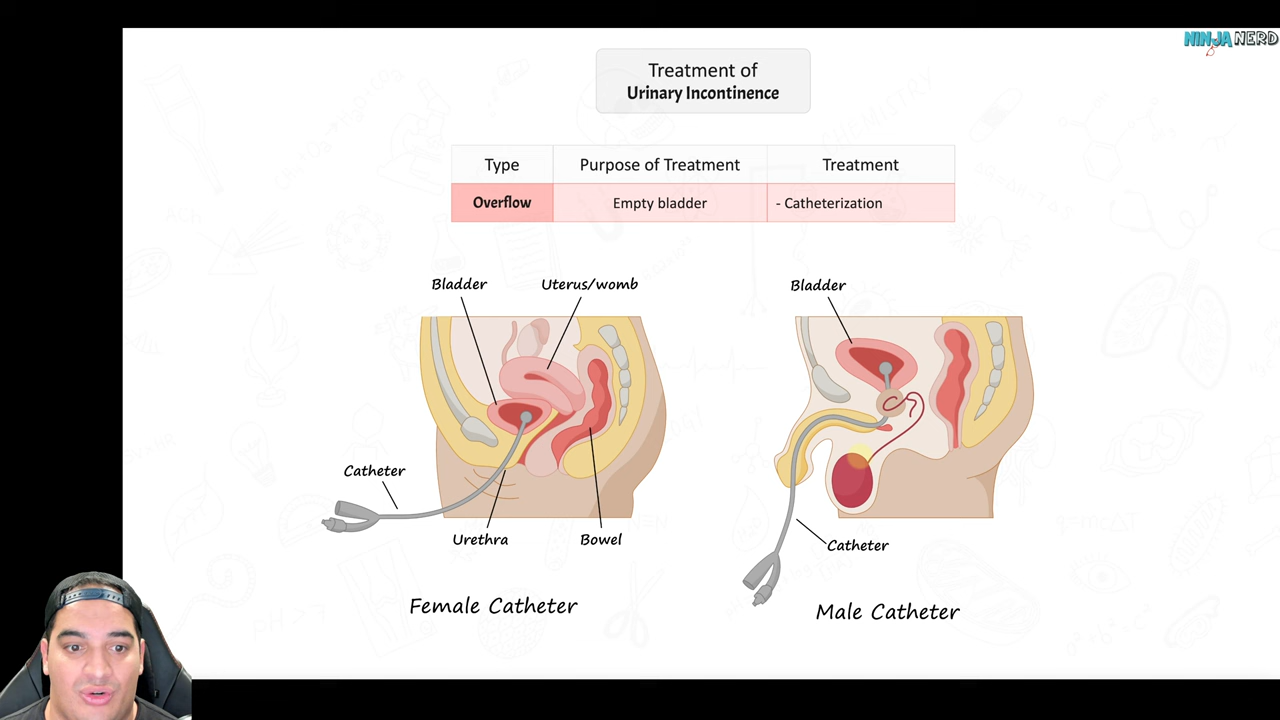 NINJA NERD
Treatment of
Urinary Incontinence
Type
Purpose of Treatment
Treatment
Overflow
Empty bladder
- Catheterization
Bladder
Uterus/womb
Bladder
Catheter
Urethra
Bowel
Catheter
Female Catheter
Male Catheter